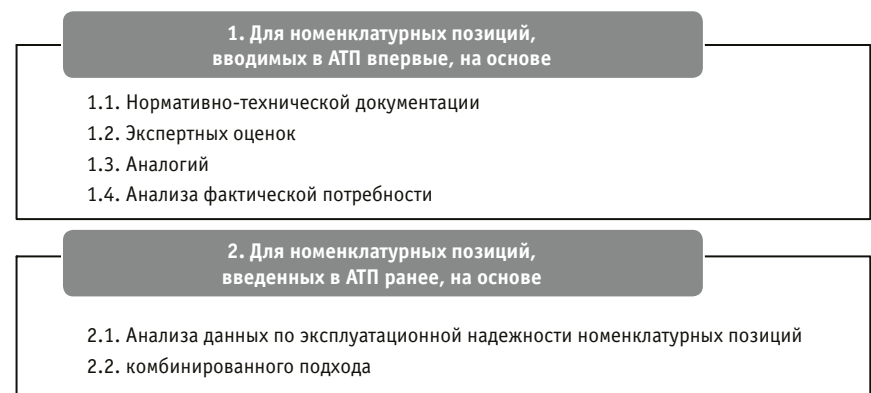 1. Для номенклатурных позиций,
вводимых в АТП впервые, на основе
1.1. Нормативно-технической документации
1.2. Экспертных оценок
1.3. Аналогий
1.4. Анализа фактической потребности
2. Для номенклатурных позиций,
введенных в АТП ранее, на основе
2.1. Анализа данных по эксплуатационной надежности номенклатурных позиций
2.2. комбинированного подхода